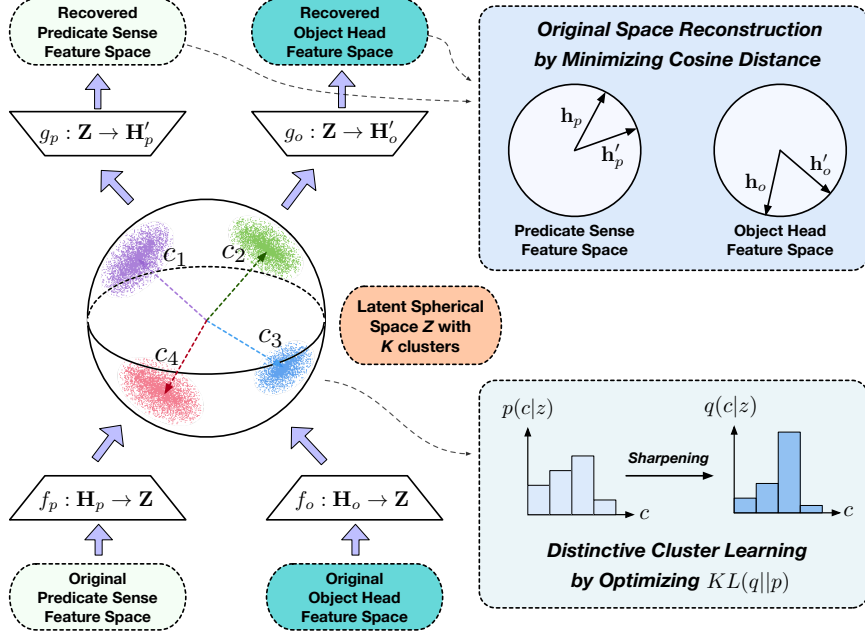 Recovered
Predicate Sense
Feature Space
Recovered
Object Head
Feature Space
g_p : Z → H′_p
g_o : Z → H′_o
Original Space Reconstruction
by Minimizing Cosine Distance
h_p
h′_p
h_o
h′_o
Predicate Sense
Feature Space
Object Head
Feature Space
c_1
c_2
c_3
c_4
Latent Spherical
Space Z with
K clusters
p(c|z)
q(c|z)
Sharpening
c
c
Distinctive Cluster Learning
by Optimizing KL(q||p)
f_p : H_p → Z
f_o : H_o → Z
Original
Predicate Sense
Feature Space
Original
Object Head
Feature Space